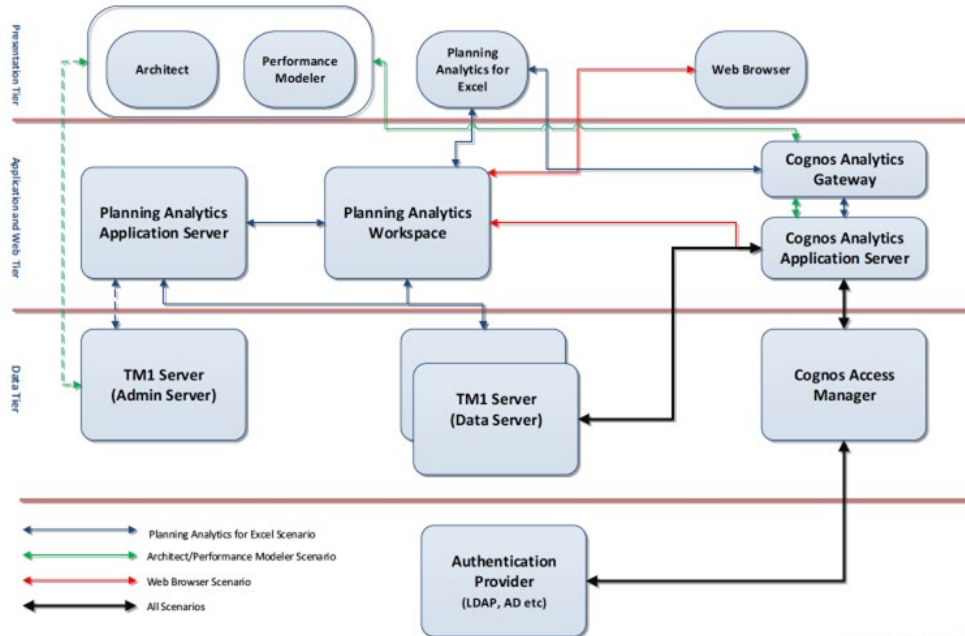 Presentation Tier
Architect
Performance
Modeler
Planning
Analytics for
Excel
Web Browser
Application and Web Tier
Planning Analytics
Application Server
Planning Analytics
Workspace
Cognos Analytics
Gateway
Cognos Analytics
Application Server
Data Tier
TM1 Server
(Admin Server)
TM1 Server
(Data Server)
Cognos Access
Manager
Planning Analytics for Excel Scenario
Architect/Performance Modeler Scenario
Web Browser Scenario
All Scenarios
Authentication
Provider
(LDAP, AD etc)